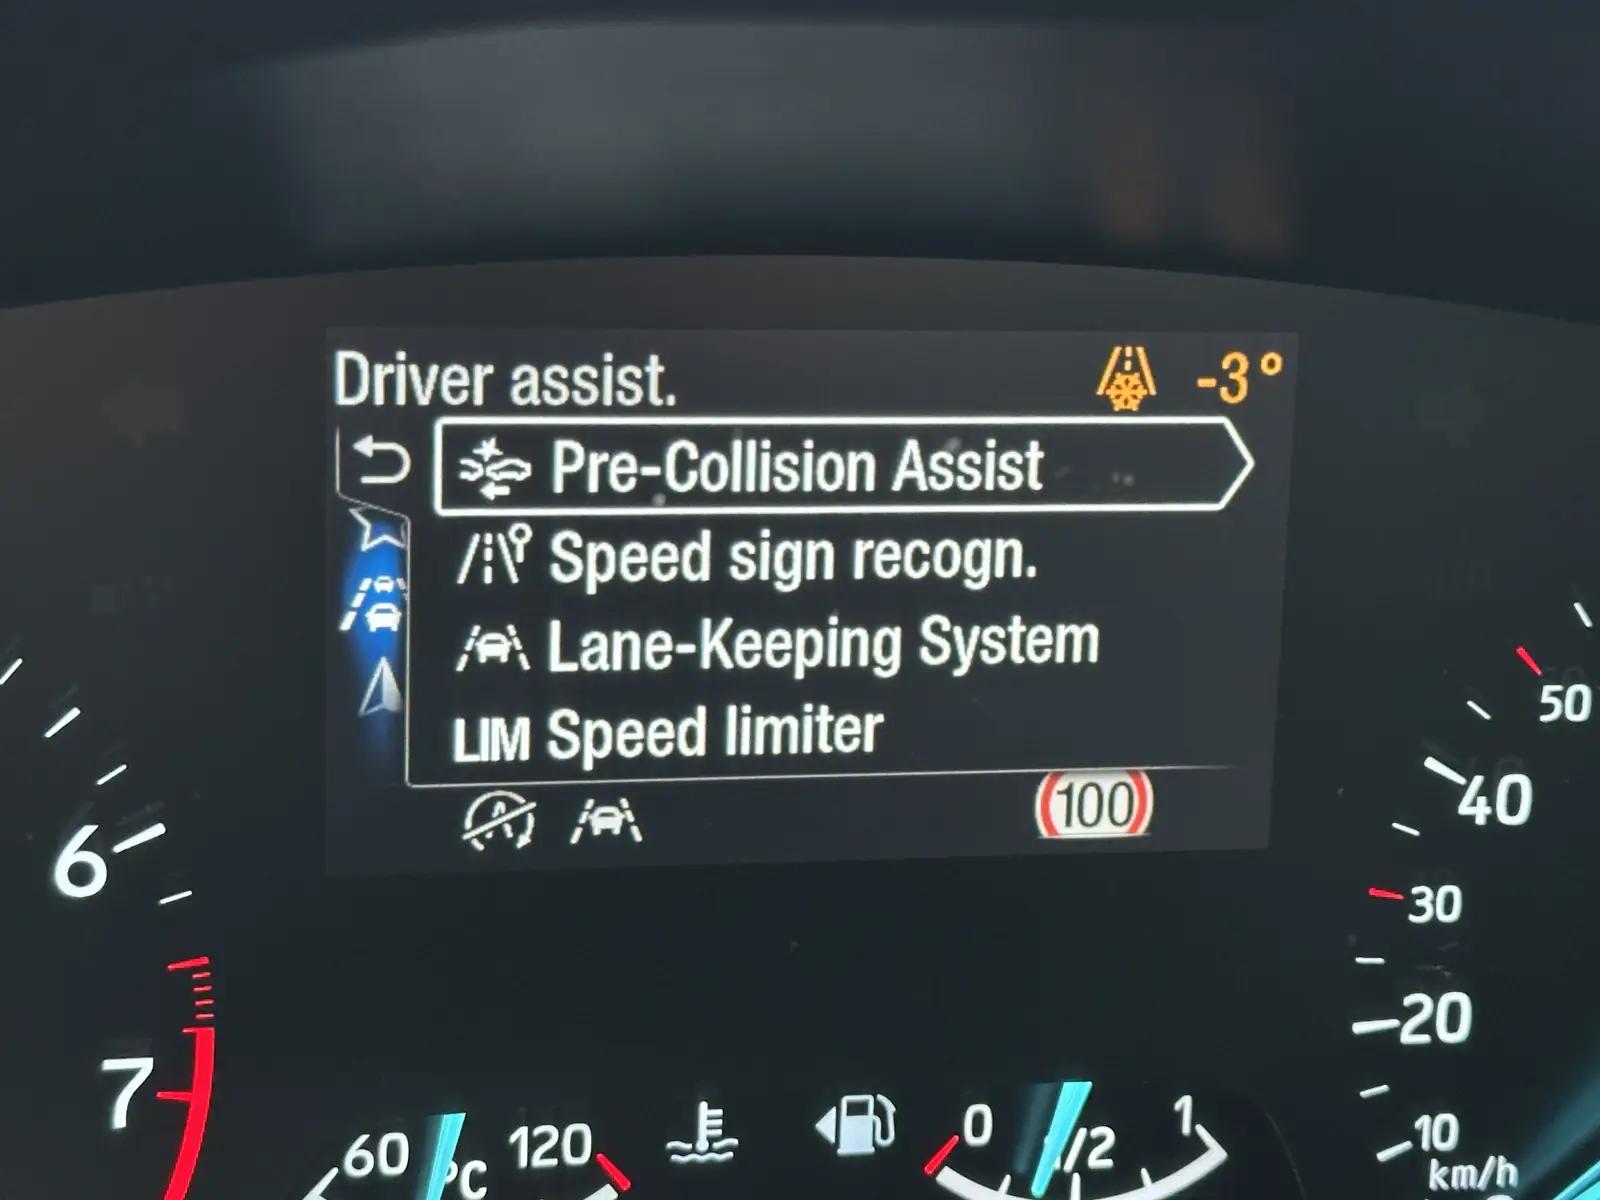 Driver assist.
-3°
Pre-Collision Assist
Speed sign recogn.
Lane-Keeping System
LIM Speed limiter
100
6
7
50
40
30
20
10
km/h
60
°C
120
0
1/2
1